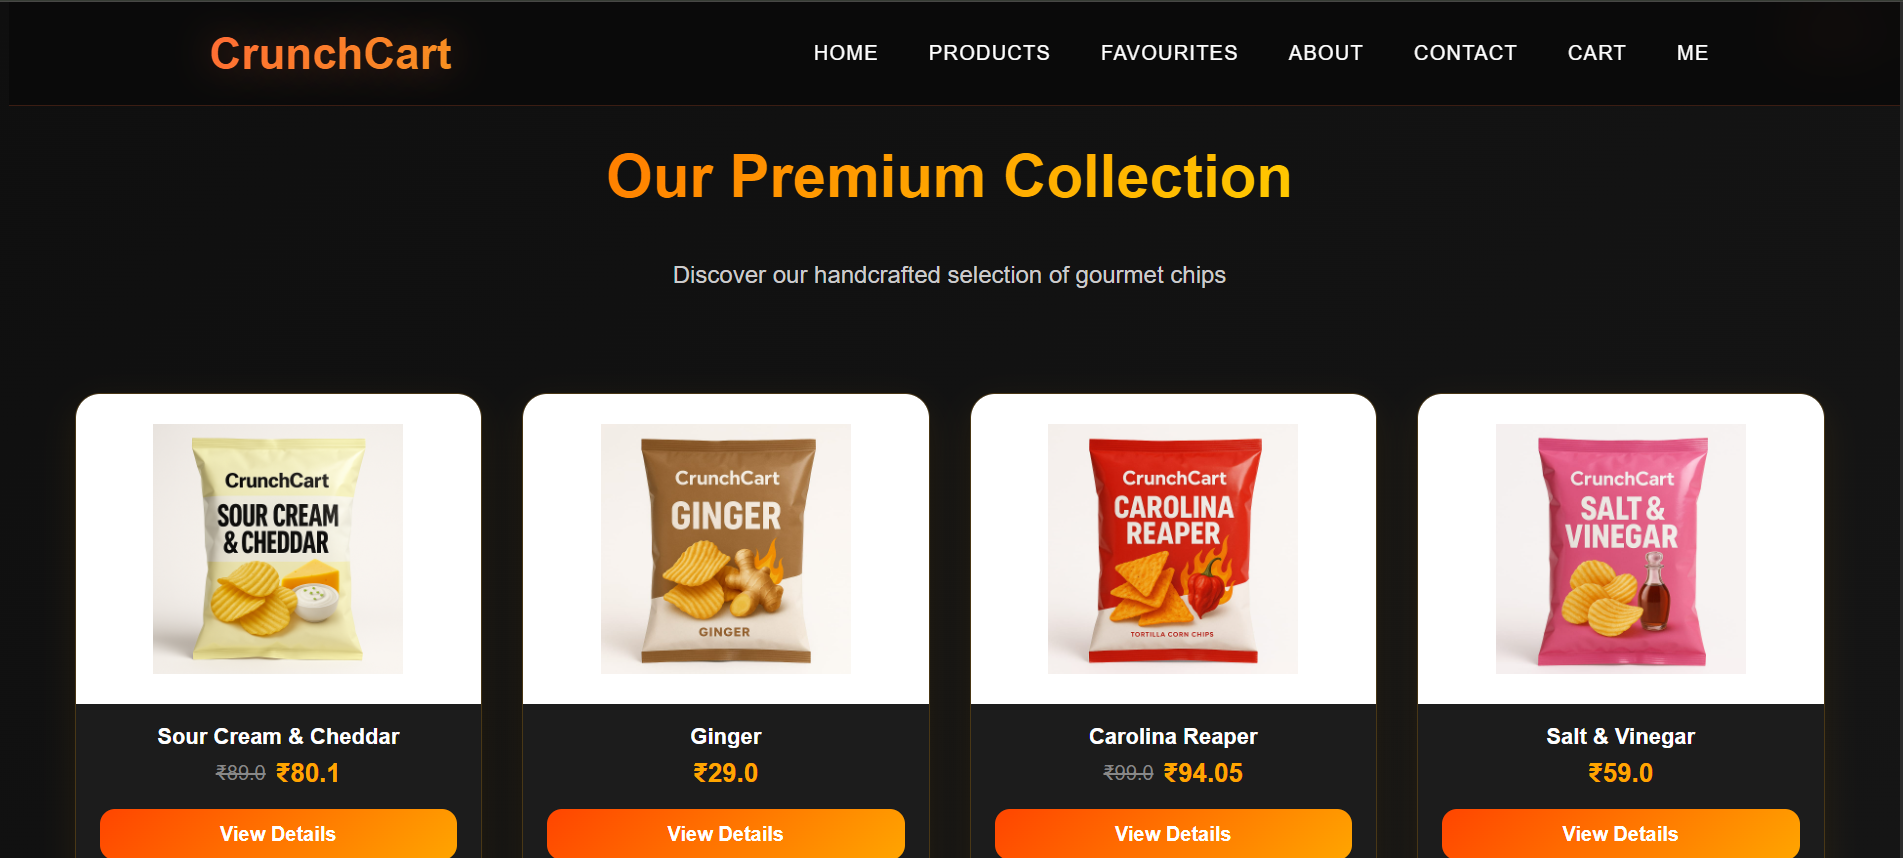 CrunchCart
HOME PRODUCTS FAVOURITES ABOUT CONTACT CART ME
Our Premium Collection
Discover our handcrafted selection of gourmet chips
CrunchCart
SOUR CREAM
& CHEDDAR
Sour Cream & Cheddar
₹89.0 ₹80.1
View Details
CrunchCart
GINGER
GINGER
Ginger
₹29.0
View Details
CrunchCart
CAROLINA
REAPER
TORTILLA CORN CHIPS
Carolina Reaper
₹99.0 ₹94.05
View Details
CrunchCart
SALT &
VINEGAR
Salt & Vinegar
₹59.0
View Details